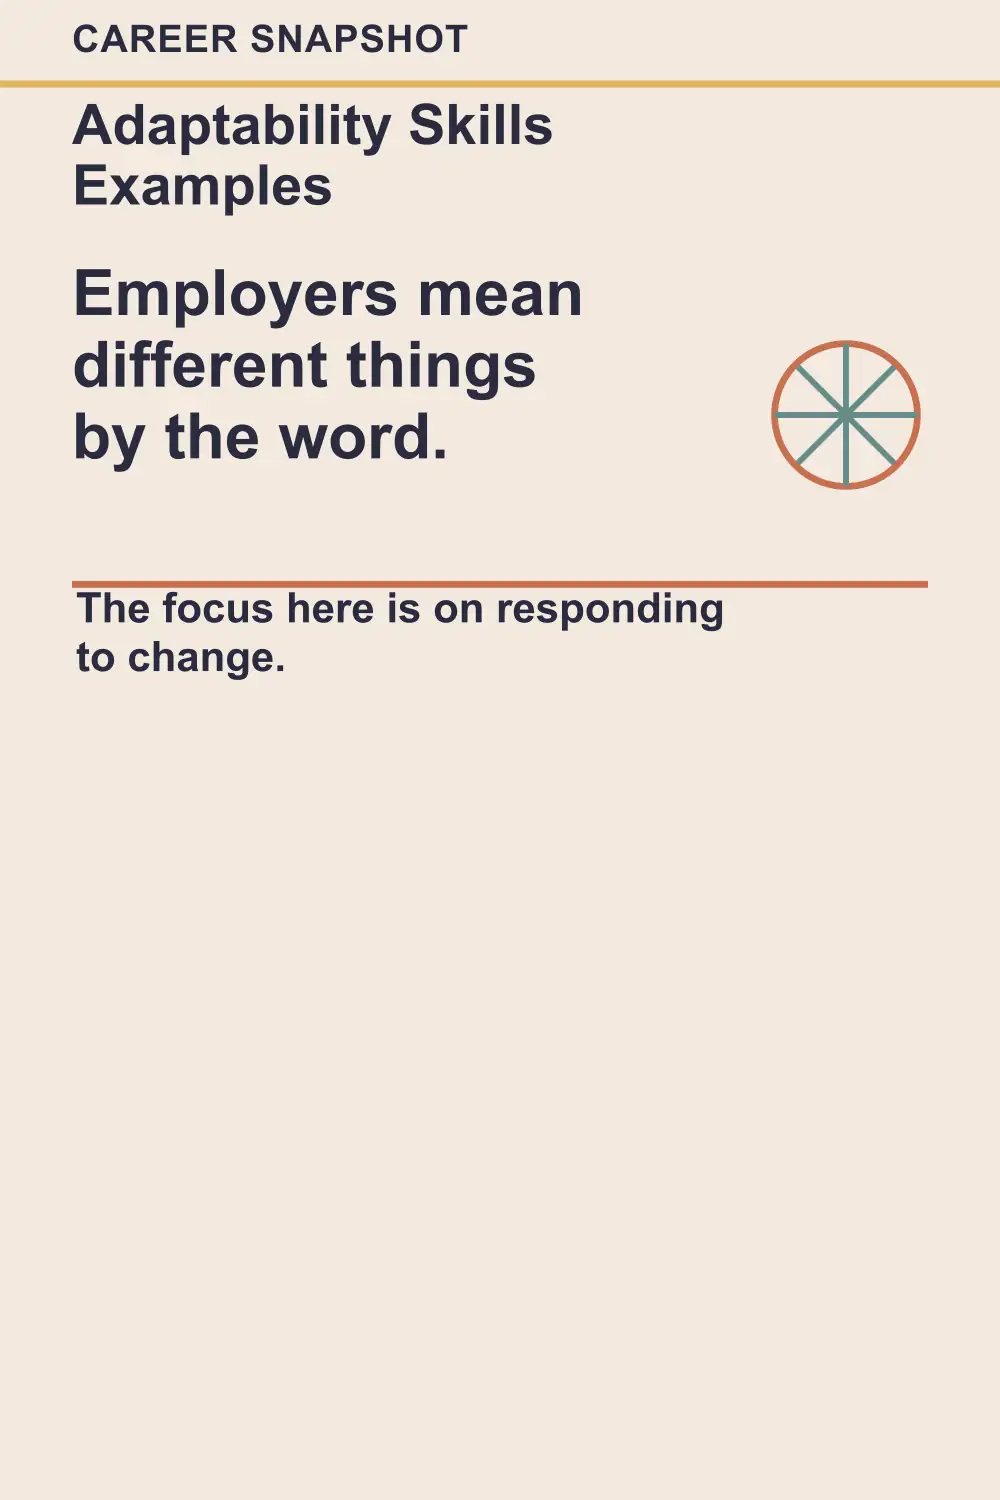 CAREER SNAPSHOT
Adaptability Skills
Examples
Employers mean
different things
by the word.
The focus here is on responding
to change.